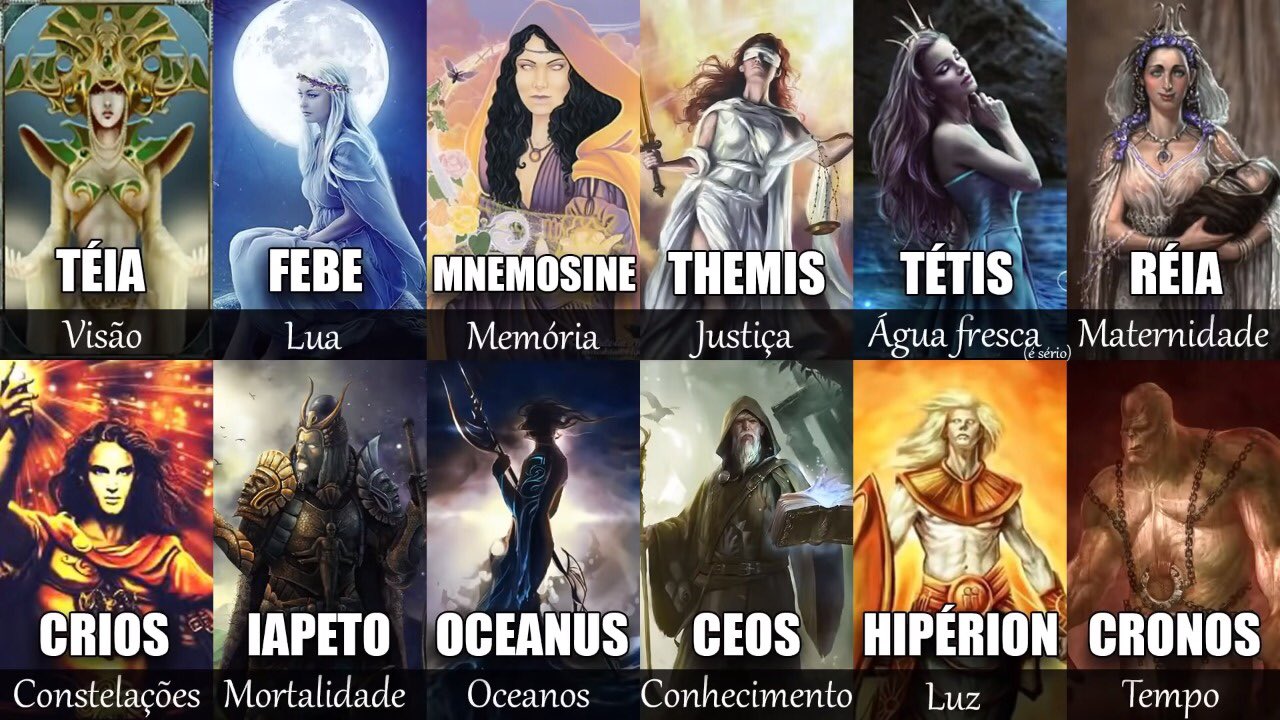 TÉIA
Visão
FEBE
Lua
MNEMOSINE
Memória
THEMIS
Justiça
TÉTIS
Água fresca
(é sério)
RÉIA
Maternidade
CRIOS
Constelações
IAPETO
Mortalidade
OCEANUS
Oceanos
CEOS
Conhecimento
HIPÉRION
Luz
CRONOS
Tempo